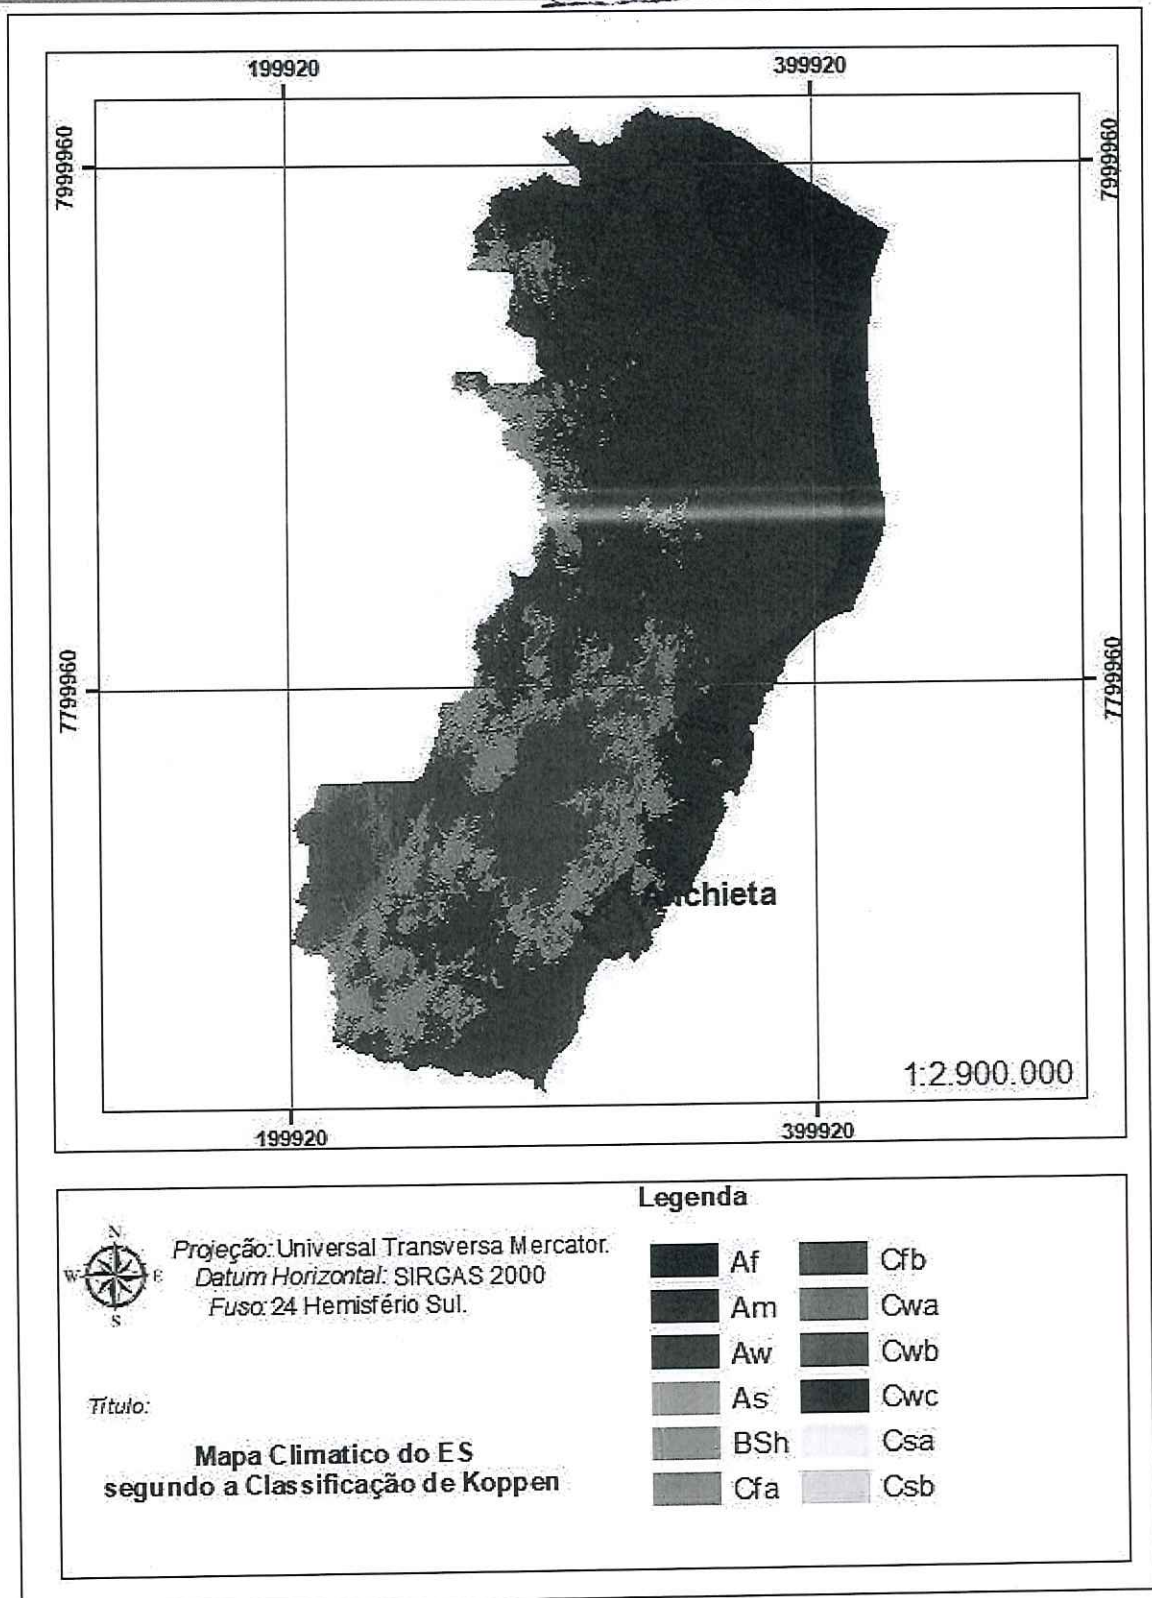 199920 399920
7999960 7999960
7799960 7799960
Anchieta
1:2.900.000
199920 399920
Legenda
N
W E
S
Projeção: Universal Transversa Mercator.
Datum Horizontal: SIRGAS 2000
Fuso: 24 Hemisfério Sul.
Af Cfb
Am Cwa
Aw Cwb
As Cwc
BSh Csa
Cfa Csb
Título:
Mapa Climatico do ES
segundo a Classificação de Koppen